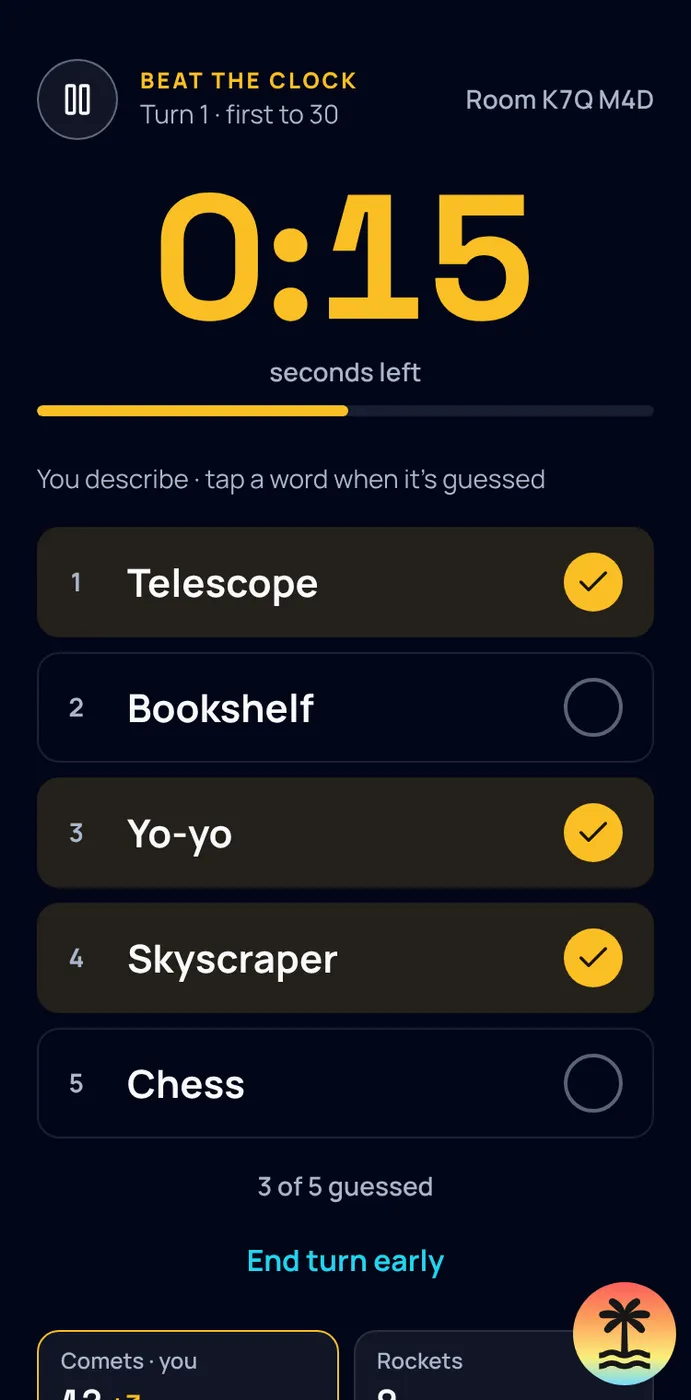 BEAT THE CLOCK
Turn 1 · first to 30
Room K7Q M4D
0:15
seconds left
You describe · tap a word when it's guessed
1 Telescope
2 Bookshelf
3 Yo-yo
4 Skyscraper
5 Chess
3 of 5 guessed
End turn early
Comets · you
Rockets